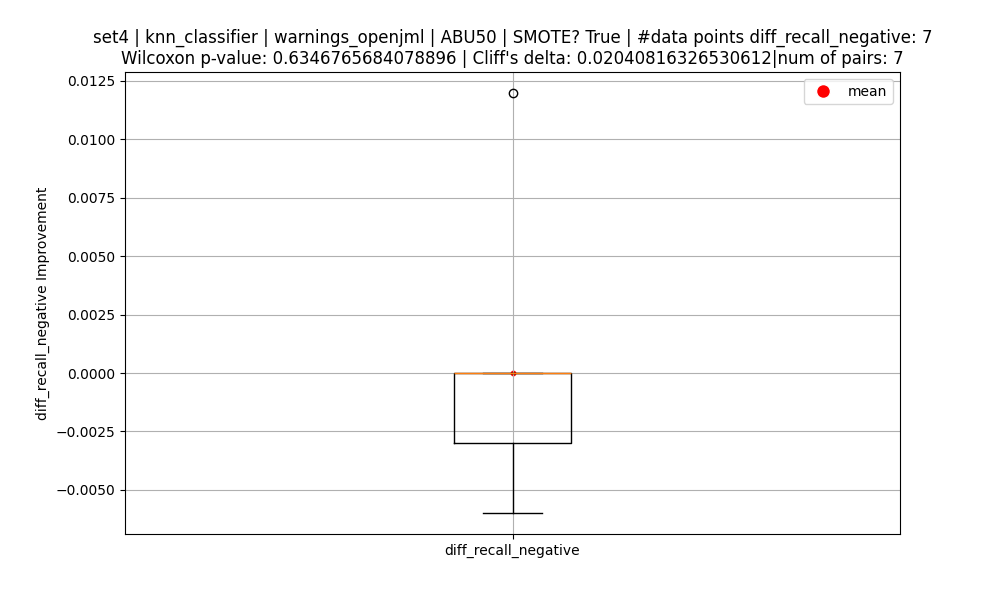 set4 | knn_classifier | warnings_openjml | ABU50 | SMOTE? True | #data points diff_recall_negative: 7
Wilcoxon p-value: 0.6346765684078896 | Cliff's delta: 0.02040816326530612|num of pairs: 7
mean
0.0125
0.0100
0.0075
0.0050
0.0025
0.0000
−0.0025
−0.0050
diff_recall_negative Improvement
diff_recall_negative